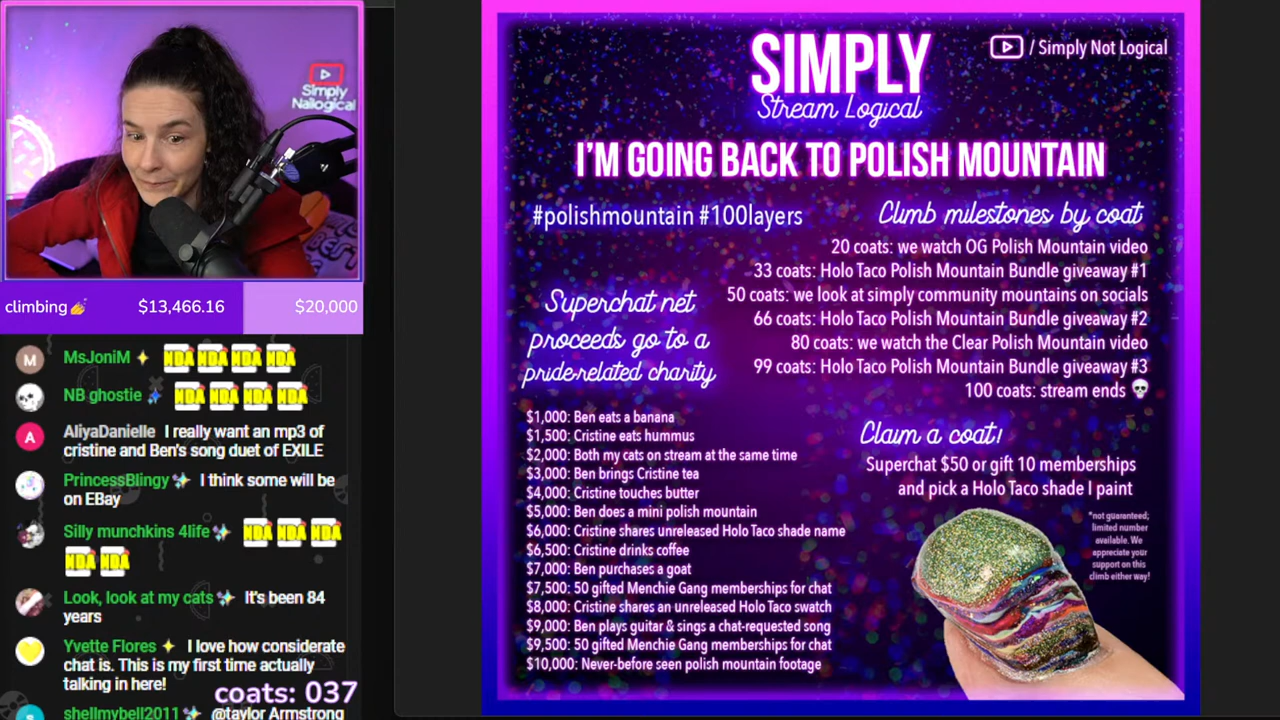 Simply
Nailogical
climbing💅 $13,466.16 $20,000
M MsJoniM NDA NDA NDA NDA
NB ghostie NDA NDA NDA NDA
A AliyaDanielle I really want an mp3 of
cristine and Ben's song duet of EXILE
PrincessBlingy I think some will be
on EBay
Silly munchkins 4life NDA NDA NDA
NDA NDA
Look, look at my cats It's been 84
years
Yvette Flores I love how considerate
chat is. This is my first time actually
talking in here!
coats: 037
shellmybell2011 @taylor Armstrong
SIMPLY
Stream Logical
/ Simply Not Logical
I'M GOING BACK TO POLISH MOUNTAIN
#polishmountain #100layers
Superchat net
proceeds go to a
pride-related charity
$1,000: Ben eats a banana
$1,500: Cristine eats hummus
$2,000: Both my cats on stream at the same time
$3,000: Ben brings Cristine tea
$4,000: Cristine touches butter
$5,000: Ben does a mini polish mountain
$6,000: Cristine shares unreleased Holo Taco shade name
$6,500: Cristine drinks coffee
$7,000: Ben purchases a goat
$7,500: 50 gifted Menchie Gang memberships for chat
$8,000: Cristine shares an unreleased Holo Taco swatch
$9,000: Ben plays guitar & sings a chat-requested song
$9,500: 50 gifted Menchie Gang memberships for chat
$10,000: Never-before seen polish mountain footage
Climb milestones by coat
20 coats: we watch OG Polish Mountain video
33 coats: Holo Taco Polish Mountain Bundle giveaway #1
50 coats: we look at simply community mountains on socials
66 coats: Holo Taco Polish Mountain Bundle giveaway #2
80 coats: we watch the Clear Polish Mountain video
99 coats: Holo Taco Polish Mountain Bundle giveaway #3
100 coats: stream ends 💀
Claim a coat!
Superchat $50 or gift 10 memberships
and pick a Holo Taco shade I paint
*not guaranteed;
limited number
available. We
appreciate your
support on this
climb either way!